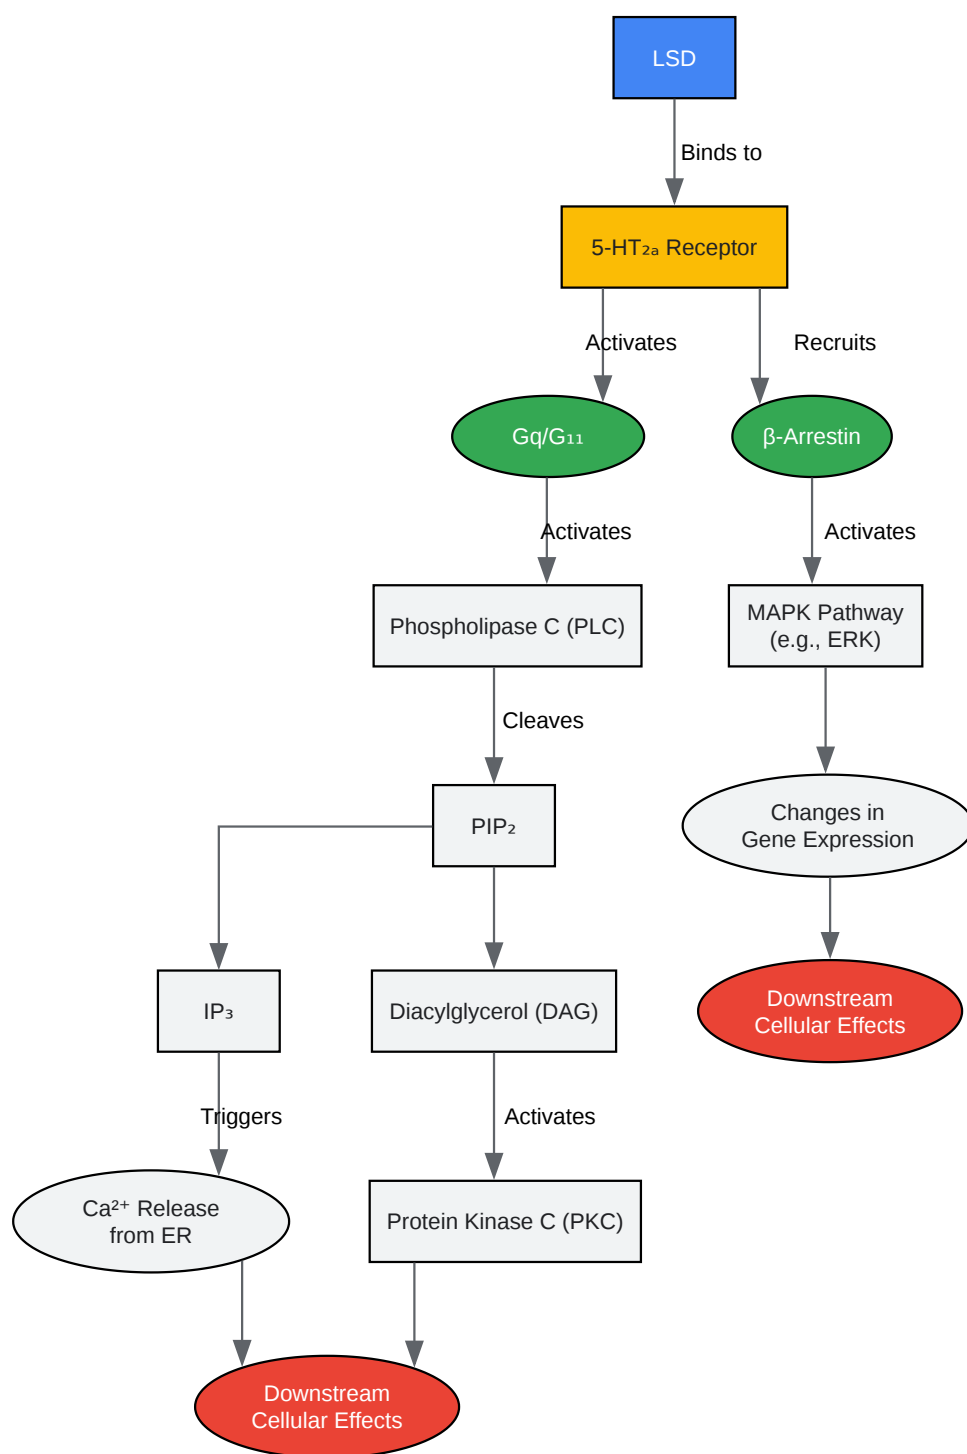 LSD
Binds to
5-HT₂ₐ Receptor
Activates
Recruits
Gq/G₁₁
β-Arrestin
Activates
Activates
Phospholipase C (PLC)
MAPK Pathway
(e.g., ERK)
Cleaves
PIP₂
Changes in
Gene Expression
IP₃
Diacylglycerol (DAG)
Downstream
Cellular Effects
Triggers
Activates
Ca²⁺ Release
from ER
Protein Kinase C (PKC)
Downstream
Cellular Effects